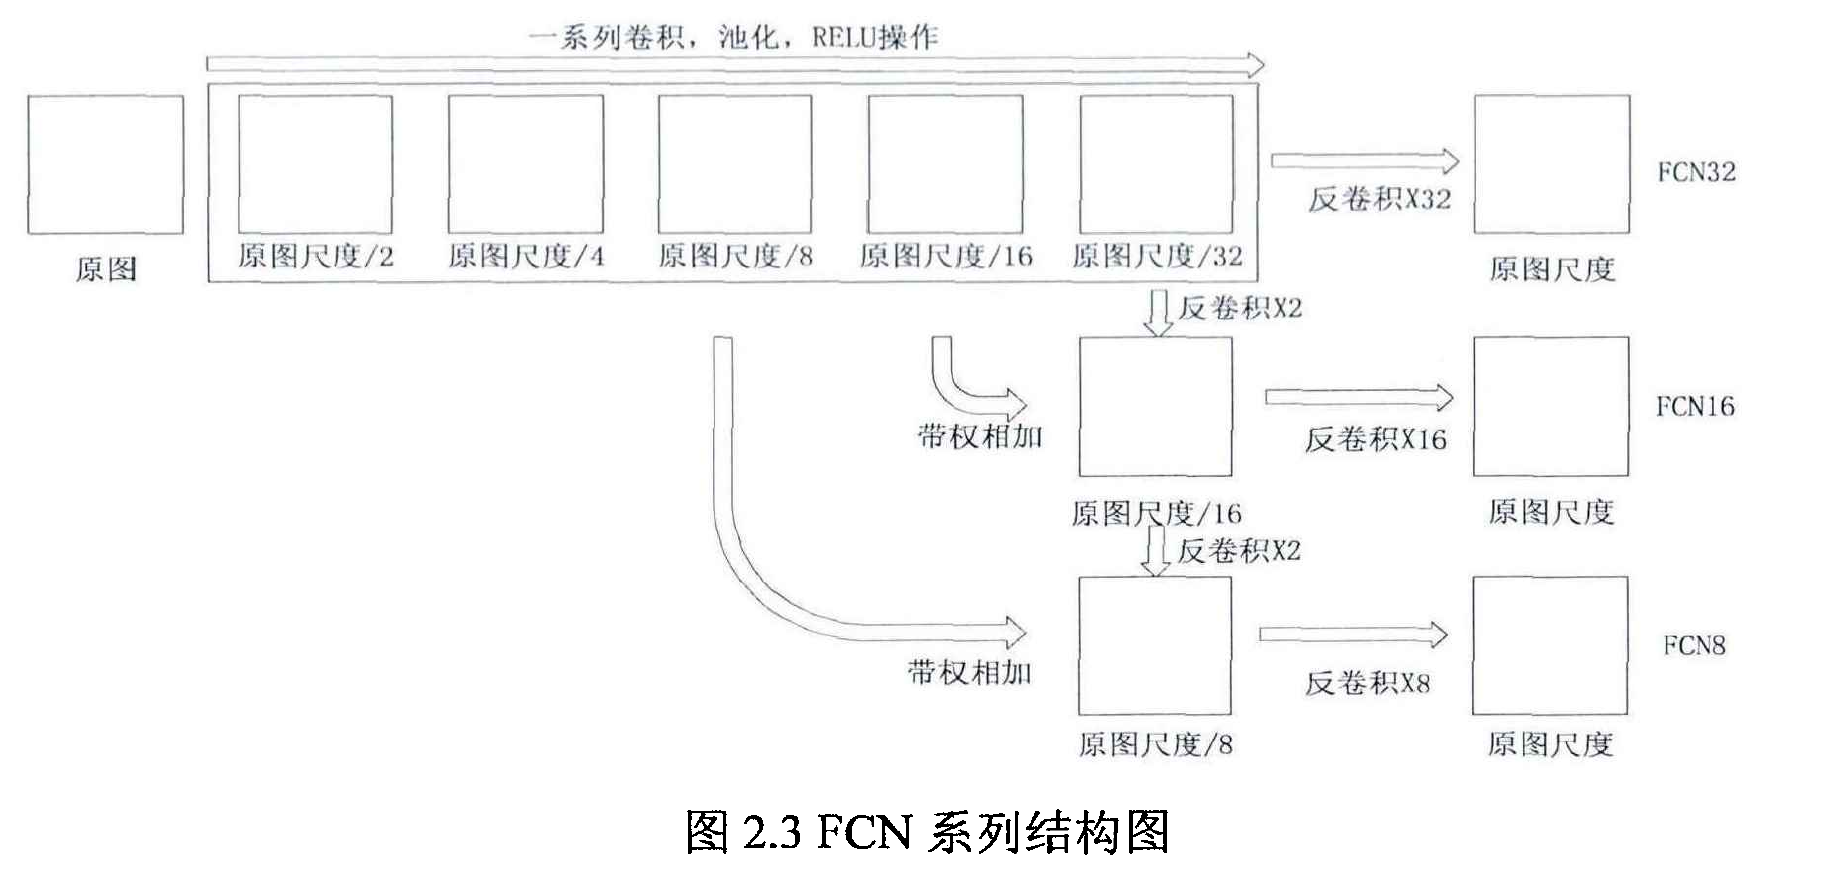 一系列卷积，池化，RELU操作
原图
原图尺度/2
原图尺度/4
原图尺度/8
原图尺度/16
原图尺度/32
反卷积X32
原图尺度
FCN32
反卷积X2
带权相加
反卷积X16
FCN16
原图尺度/16
原图尺度
反卷积X2
带权相加
反卷积X8
FCN8
原图尺度/8
原图尺度
图 2.3 FCN 系列结构图